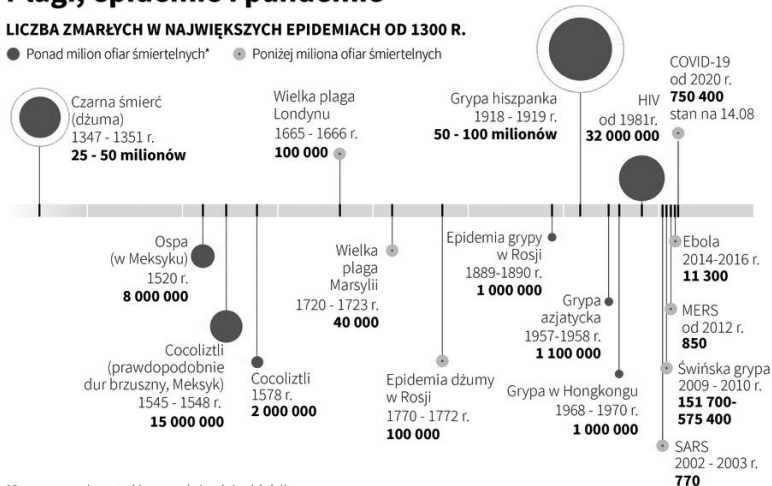 LICZBA ZMARŁYCH W NAJWIĘKSZYCH EPIDEMIACH OD 1300 R.
Ponad milion ofiar śmiertelnych*
Poniżej miliona ofiar śmiertelnych
Czarna śmierć
(dżuma)
1347 - 1351 r.
25 - 50 milionów
Wielka plaga
Londynu
1665 - 1666 r.
100 000
Grypa hiszpanka
1918 - 1919 r.
50 - 100 milionów
HIV
od 1981r.
32 000 000
COVID-19
od 2020 r.
750 400
stan na 14.08
Ospa
(w Meksyku)
1520 r.
8 000 000
Cocoliztli
(prawdopodobnie
dur brzuszny, Meksyk)
1545 - 1548 r.
15 000 000
Cocoliztli
1578 r.
2 000 000
Wielka
plaga
Marsylii
1720 - 1723 r.
40 000
Epidemia dżumy
w Rosji
1770 - 1772 r.
100 000
Epidemia grypy
w Rosji
1889-1890 r.
1 000 000
Grypa
azjatycka
1957-1958 r.
1 100 000
Grypa w Hongkongu
1968 - 1970 r.
1 000 000
Ebola
2014-2016 r.
11 300
MERS
od 2012 r.
850
Świńska grypa
2009 - 2010 r.
151 700-
575 400
SARS
2002 - 2003 r.
770